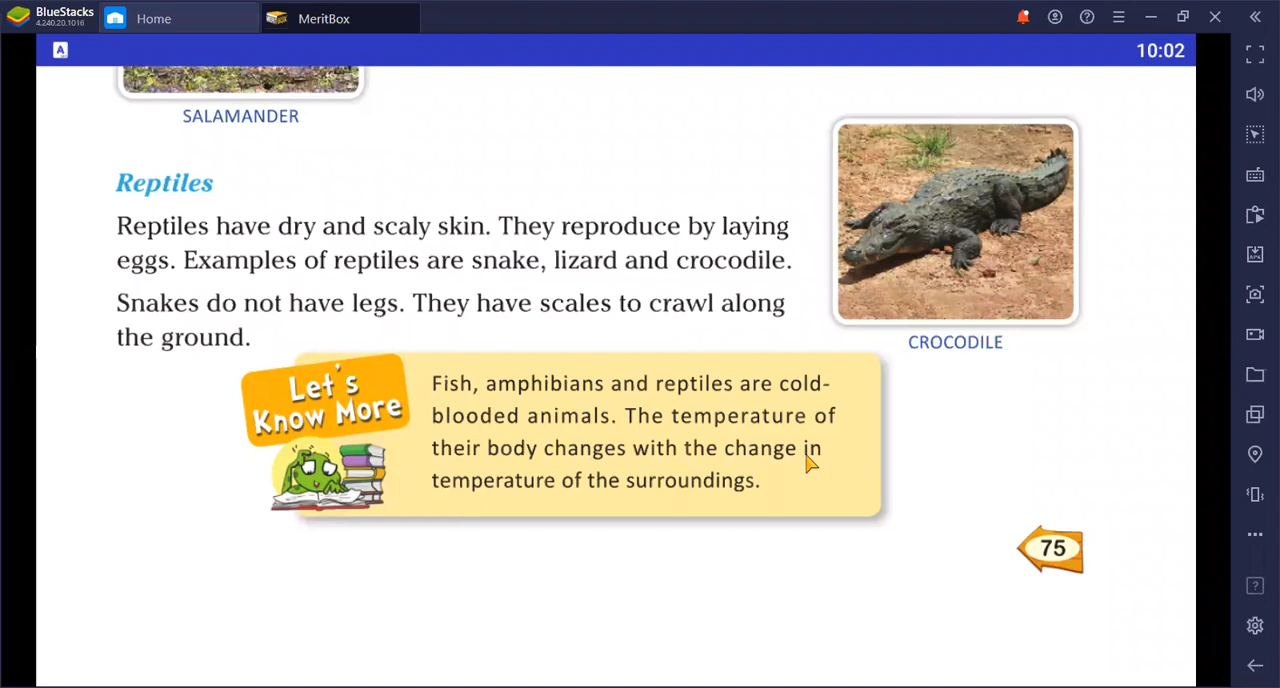 BlueStacks
4.240.20.1016
Home
MeritBox
A
10:02
SALAMANDER
Reptiles
Reptiles have dry and scaly skin. They reproduce by laying
eggs. Examples of reptiles are snake, lizard and crocodile.
Snakes do not have legs. They have scales to crawl along
the ground.
CROCODILE
Let's
Know More
Fish, amphibians and reptiles are cold-
blooded animals. The temperature of
their body changes with the change in
temperature of the surroundings.
75